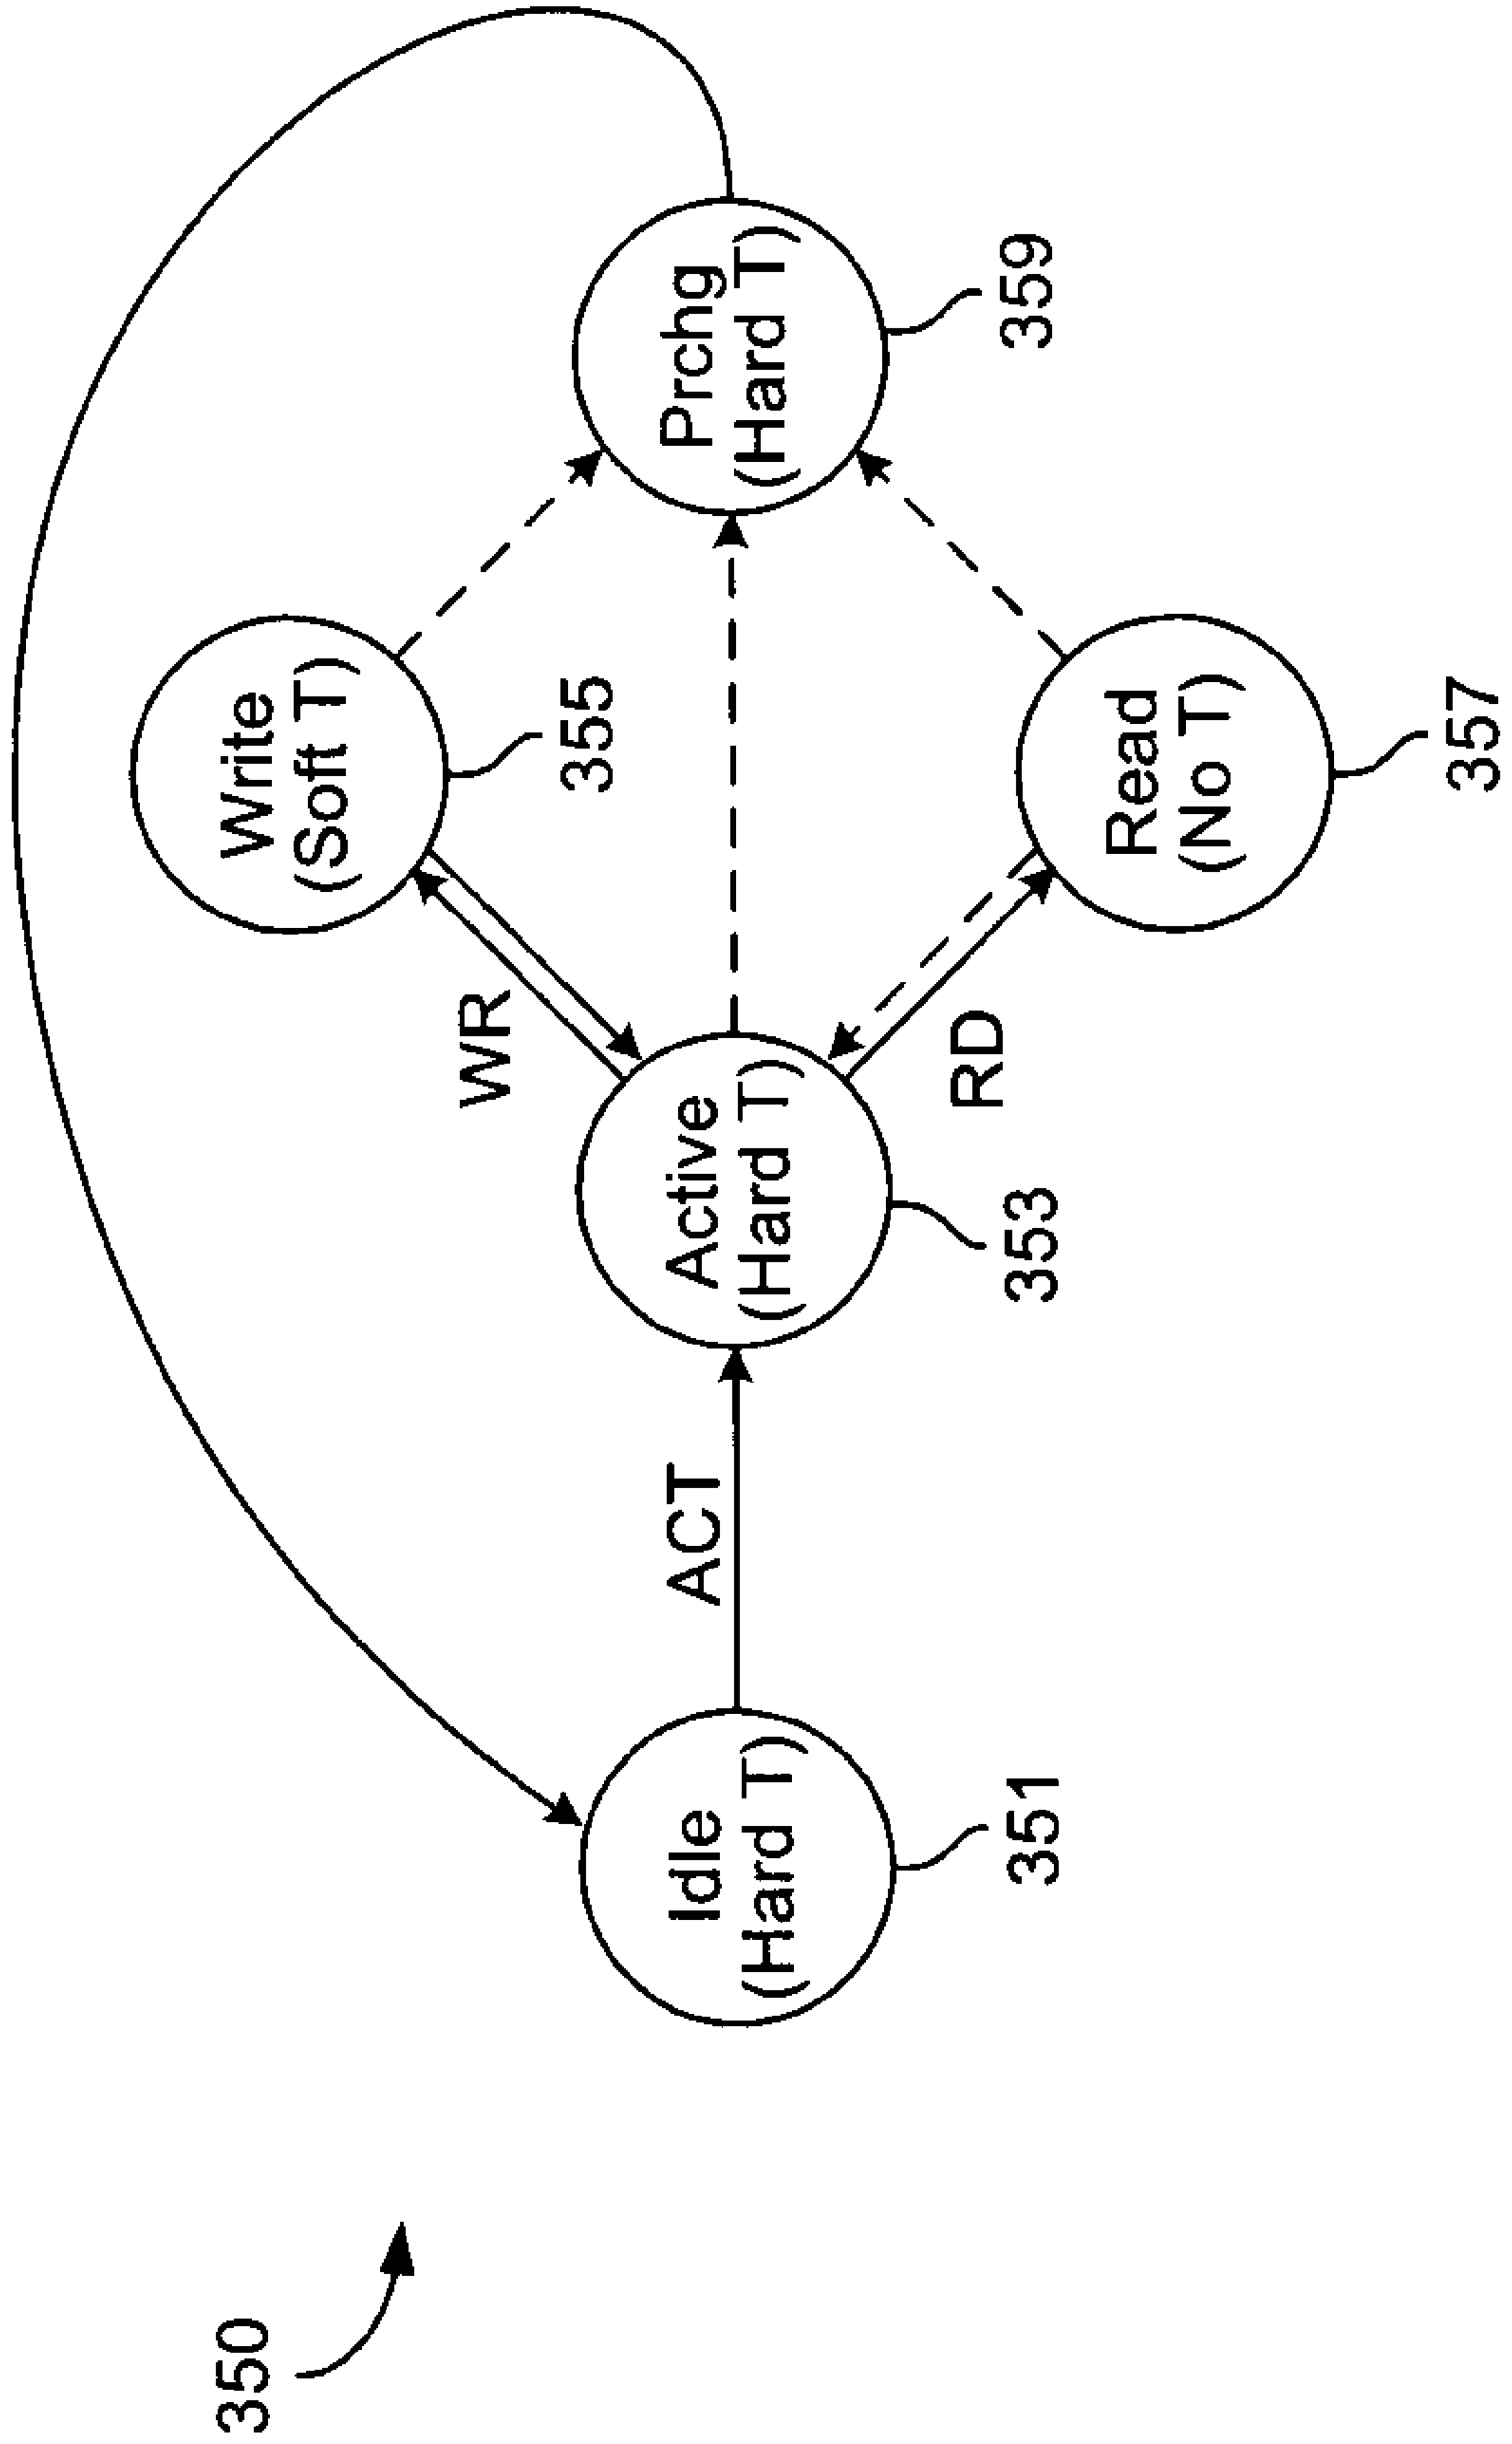 350
Write
(Soft T)
355
WR
Idle
(Hard T)
351
ACT
Active
(Hard T)
353
Prchg
(Hard T)
359
RD
Read
(No T)
357